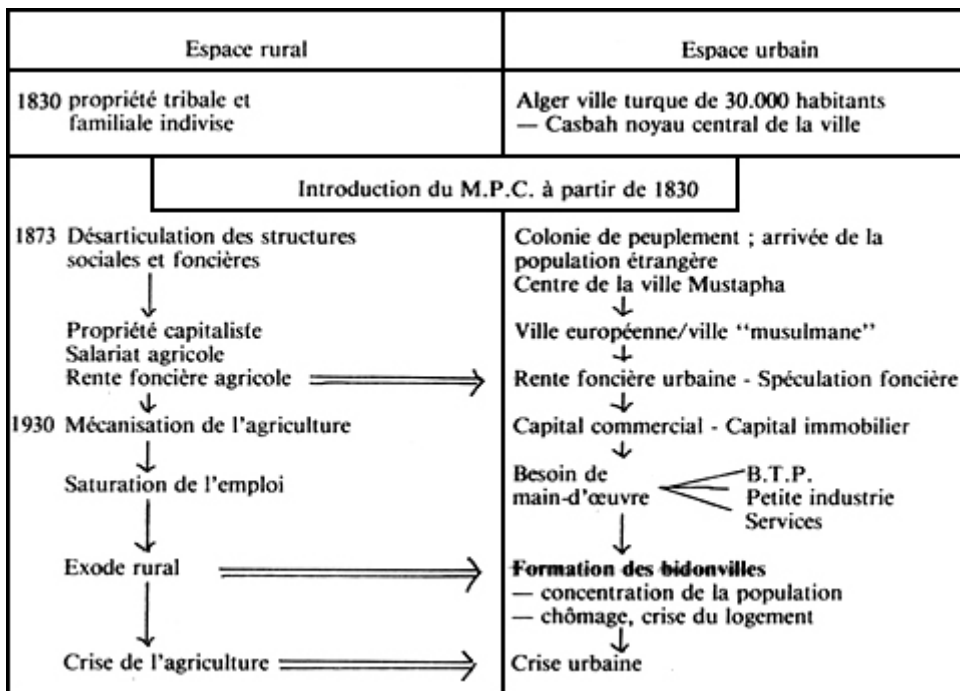 Espace rural
Espace urbain
1830 propriété tribale et
familiale indivise
Alger ville turque de 30.000 habitants
— Casbah noyau central de la ville
Introduction du M.P.C. à partir de 1830
1873 Désarticulation des structures
sociales et foncières
Propriété capitaliste
Salariat agricole
Rente foncière agricole
1930 Mécanisation de l'agriculture
Saturation de l'emploi
Exode rural
Crise de l'agriculture
Colonie de peuplement ; arrivée de la
population étrangère
Centre de la ville Mustapha
Ville européenne/ville "musulmane"
Rente foncière urbaine - Spéculation foncière
Capital commercial - Capital immobilier
Besoin de
main-d'œuvre
B.T.P.
Petite industrie
Services
Formation des bidonvilles
— concentration de la population
— chômage, crise du logement
Crise urbaine